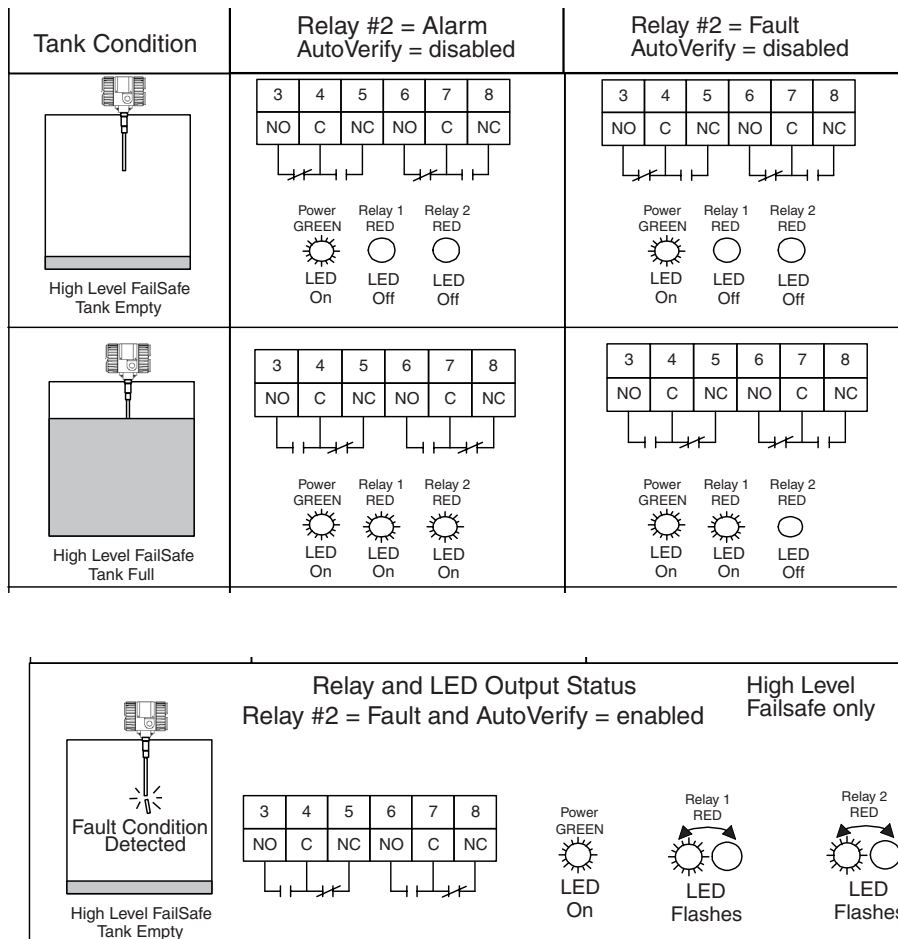 Tank Condition
Relay #2 = Alarm
AutoVerify = disabled
Relay #2 = Fault
AutoVerify = disabled
High Level FailSafe
Tank Empty
3 4 5 6 7 8
NO C NC NO C NC
Power Relay 1 Relay 2
GREEN RED RED
LED LED LED
On Off Off
3 4 5 6 7 8
NO C NC NO C NC
Power Relay 1 Relay 2
GREEN RED RED
LED LED LED
On Off Off
High Level FailSafe
Tank Full
3 4 5 6 7 8
NO C NC NO C NC
Power Relay 1 Relay 2
GREEN RED RED
LED LED LED
On On On
3 4 5 6 7 8
NO C NC NO C NC
Power Relay 1 Relay 2
GREEN RED RED
LED LED LED
On On Off
Relay and LED Output Status
Relay #2 = Fault and AutoVerify = enabled
High Level
Failsafe only
Fault Condition
Detected
High Level FailSafe
Tank Empty
3 4 5 6 7 8
NO C NC NO C NC
Power
GREEN
LED
On
Relay 1
RED
LED
Flashes
Relay 2
RED
LED
Flashes